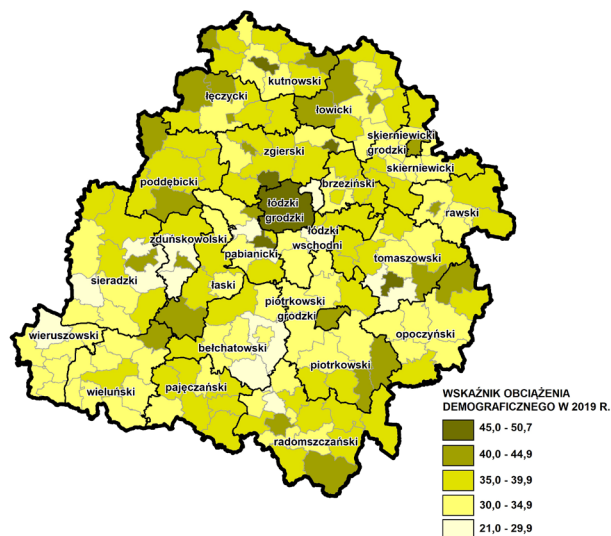 kutnowski
łęczycki
łowicki
skierniewicki
grodzki
skierniewicki
zgierski
brzeziński
poddębicki
łódzki
grodzki
rawski
łódzki
wschodni
zduńskowolski
pabianicki
tomaszowski
sieradzki
łaski
piotrkowski
grodzki
opoczyński
wieruszowski
bełchatowski
piotrkowski
wieluński
pajęczański
radomszczański
WSKAŹNIK OBCIĄŻENIA
DEMOGRAFICZNEGO W 2019 R.
45,0 - 50,7
40,0 - 44,9
35,0 - 39,9
30,0 - 34,9
21,0 - 29,9